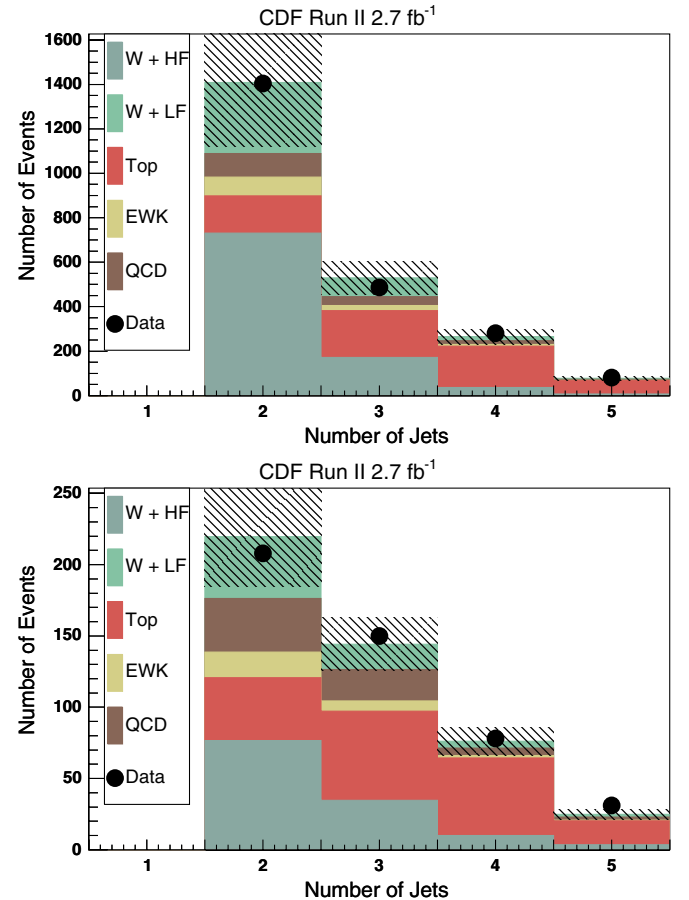 CDF Run II 2.7 fb-1
1600
1400
1200
1000
800
600
400
200
0
Number of Events
W + HF
W + LF
Top
EWK
QCD
Data
1 2 3 4 5
Number of Jets
CDF Run II 2.7 fb-1
250
200
150
100
50
0
Number of Events
W + HF
W + LF
Top
EWK
QCD
Data
1 2 3 4 5
Number of Jets